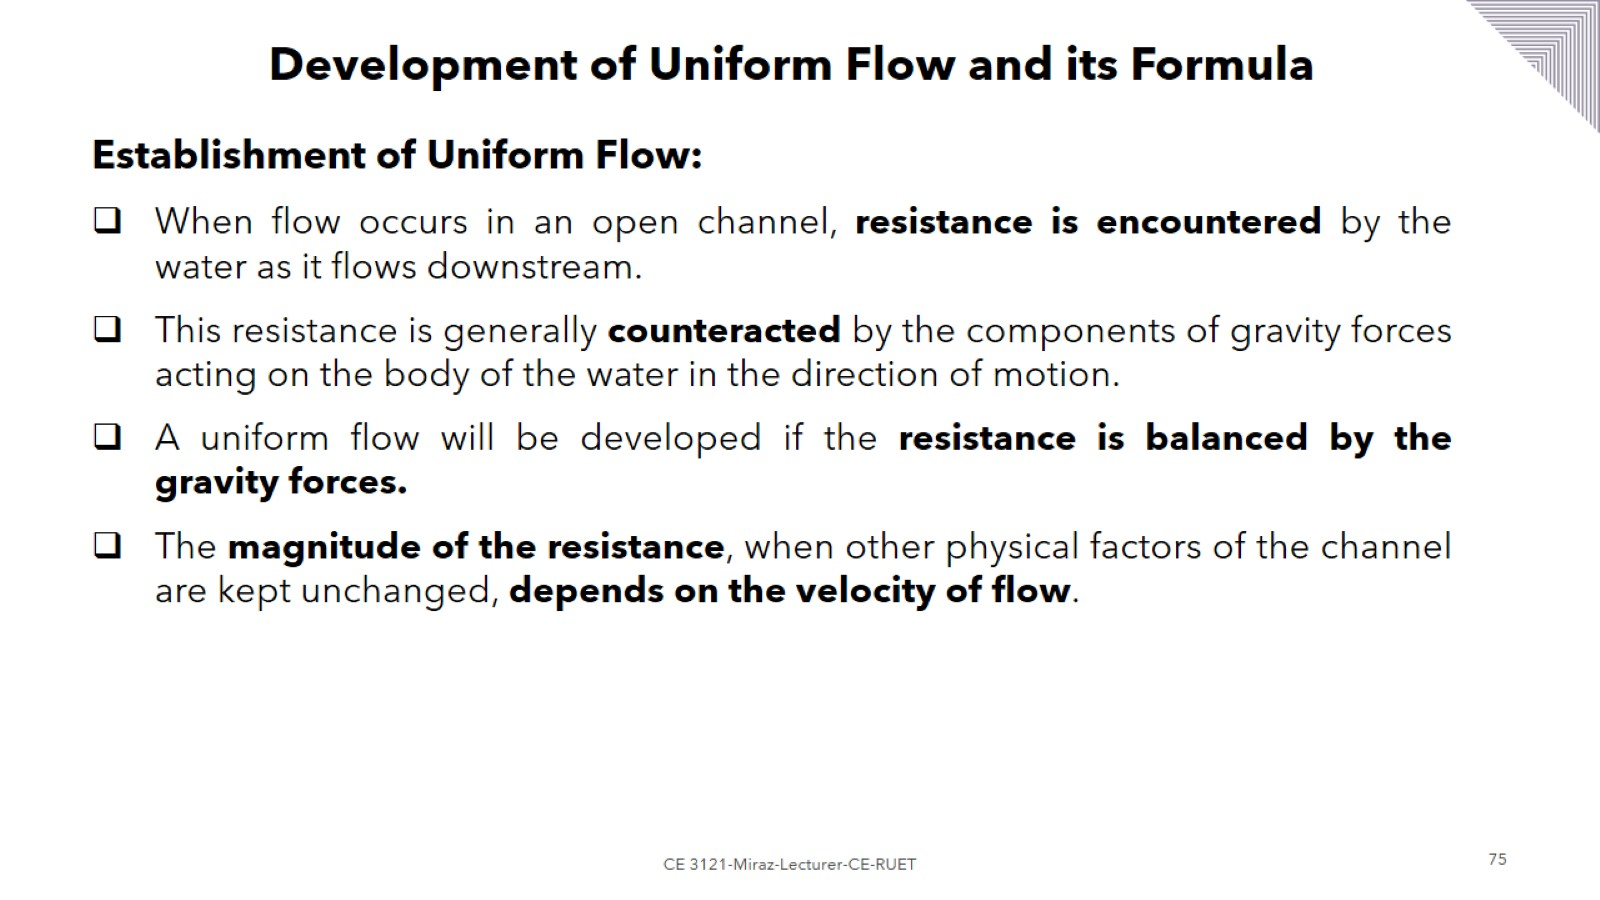 Development of Uniform Flow and its Formula
Establishment of Uniform Flow:
When flow occurs in an open channel, resistance is encountered by the
water as it flows downstream.
This resistance is generally counteracted by the components of gravity forces
acting on the body of the water in the direction of motion.
A uniform flow will be developed if the resistance is balanced by the
gravity forces.
The magnitude of the resistance, when other physical factors of the channel
are kept unchanged, depends on the velocity of flow.
CE 3121-Miraz-Lecturer-CE-RUET
75